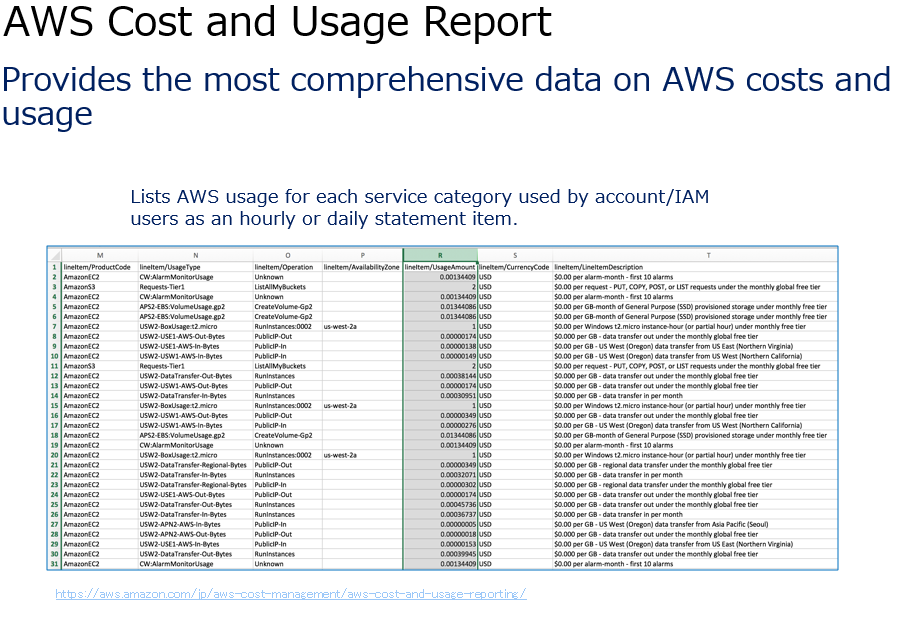 AWS Cost and Usage Report
Provides the most comprehensive data on AWS costs and
usage
Lists AWS usage for each service category used by account/IAM
users as an hourly or daily statement item.
M N O P R S T
1 lineItem/ProductCode lineItem/UsageType lineItem/Operation lineItem/AvailabilityZone lineItem/UsageAmount lineItem/CurrencyCode lineItem/LineItemDescription
2 AmazonEC2 CW:AlarmMonitorUsage Unknown 0.00134409 USD $0.00 per alarm-month - first 10 alarms
3 AmazonS3 Requests-Tier1 ListAllMyBuckets 2 USD $0.00 per request - PUT, COPY, POST, or LIST requests under the monthly global free tier
4 AmazonEC2 CW:AlarmMonitorUsage Unknown 0.00134409 USD $0.00 per alarm-month - first 10 alarms
5 AmazonEC2 APS2-EBS:VolumeUsage.gp2 CreateVolume-Gp2 0.01344086 USD $0.00 per GB-month of General Purpose (SSD) provisioned storage under monthly free tier
6 AmazonEC2 APS2-EBS:VolumeUsage.gp2 CreateVolume-Gp2 0.01344086 USD $0.00 per GB-month of General Purpose (SSD) provisioned storage under monthly free tier
7 AmazonEC2 USW2-BoxUsage:t2.micro RunInstances:0002 us-west-2a 1 USD $0.00 per Windows t2.micro instance-hour (or partial hour) under monthly free tier
8 AmazonEC2 USW2-USE1-AWS-Out-Bytes PublicIP-Out 0.00000174 USD $0.000 per GB - data transfer out under the monthly global free tier
9 AmazonEC2 USW2-USE1-AWS-In-Bytes PublicIP-In 0.00000138 USD $0.00 per GB - US West (Oregon) data transfer from US East (Northern Virginia)
10 AmazonEC2 USW2-USW1-AWS-In-Bytes PublicIP-In 0.00000149 USD $0.00 per GB - US West (Oregon) data transfer from US West (Northern California)
11 AmazonS3 Requests-Tier1 ListAllMyBuckets 2 USD $0.00 per request - PUT, COPY, POST, or LIST requests under the monthly global free tier
12 AmazonEC2 USW2-DataTransfer-Out-Bytes RunInstances 0.00038144 USD $0.000 per GB - data transfer out under the monthly global free tier
13 AmazonEC2 USW2-USW1-AWS-Out-Bytes PublicIP-Out 0.00000174 USD $0.000 per GB - data transfer out under the monthly global free tier
14 AmazonEC2 USW2-DataTransfer-In-Bytes RunInstances 0.00030951 USD $0.000 per GB - data transfer in per month
15 AmazonEC2 USW2-BoxUsage:t2.micro RunInstances:0002 us-west-2a 1 USD $0.00 per Windows t2.micro instance-hour (or partial hour) under monthly free tier
16 AmazonEC2 USW2-USW1-AWS-Out-Bytes PublicIP-Out 0.00000349 USD $0.000 per GB - data transfer out under the monthly global free tier
17 AmazonEC2 USW2-USW1-AWS-In-Bytes PublicIP-In 0.00000276 USD $0.00 per GB - US West (Oregon) data transfer from US West (Northern California)
18 AmazonEC2 APS2-EBS:VolumeUsage.gp2 CreateVolume-Gp2 0.01344086 USD $0.00 per GB-month of General Purpose (SSD) provisioned storage under monthly free tier
19 AmazonEC2 CW:AlarmMonitorUsage Unknown 0.00134409 USD $0.00 per alarm-month - first 10 alarms
20 AmazonEC2 USW2-BoxUsage:t2.micro RunInstances:0002 us-west-2a 1 USD $0.00 per Windows t2.micro instance-hour (or partial hour) under monthly free tier
21 AmazonEC2 USW2-DataTransfer-Regional-Bytes PublicIP-Out 0.00000349 USD $0.000 per GB - regional data transfer under the monthly global free tier
22 AmazonEC2 USW2-DataTransfer-In-Bytes RunInstances 0.00032071 USD $0.000 per GB - data transfer in per month
23 AmazonEC2 USW2-DataTransfer-Regional-Bytes PublicIP-In 0.00000302 USD $0.000 per GB - regional data transfer under the monthly global free tier
24 AmazonEC2 USW2-USE1-AWS-Out-Bytes PublicIP-Out 0.00000174 USD $0.000 per GB - data transfer out under the monthly global free tier
25 AmazonEC2 USW2-DataTransfer-Out-Bytes RunInstances 0.00045736 USD $0.000 per GB - data transfer out under the monthly global free tier
26 AmazonEC2 USW2-DataTransfer-In-Bytes RunInstances 0.00036737 USD $0.000 per GB - data transfer in per month
27 AmazonEC2 USW2-APN2-AWS-In-Bytes PublicIP-In 0.00000005 USD $0.00 per GB - US West (Oregon) data transfer from Asia Pacific (Seoul)
28 AmazonEC2 USW2-APN2-AWS-Out-Bytes PublicIP-Out 0.00000018 USD $0.000 per GB - data transfer out under the monthly global free tier
29 AmazonEC2 USW2-USE1-AWS-In-Bytes PublicIP-In 0.00000153 USD $0.00 per GB - US West (Oregon) data transfer from US East (Northern Virginia)
30 AmazonEC2 USW2-DataTransfer-Out-Bytes RunInstances 0.00039945 USD $0.000 per GB - data transfer out under the monthly global free tier
31 AmazonEC2 CW:AlarmMonitorUsage Unknown 0.00134409 USD $0.00 per alarm-month - first 10 alarms
https://aws.amazon.com/jp/aws-cost-management/aws-cost-and-usage-reporting/